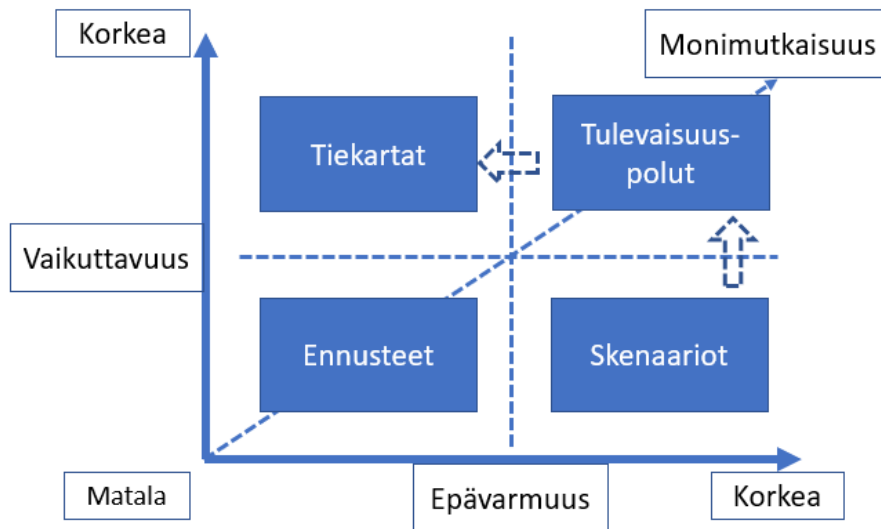 Korkea
Monimutkaisuus
Tiekartat
Tulevaisuus-
polut
Vaikuttavuus
Ennusteet
Skenaariot
Matala
Epävarmuus
Korkea